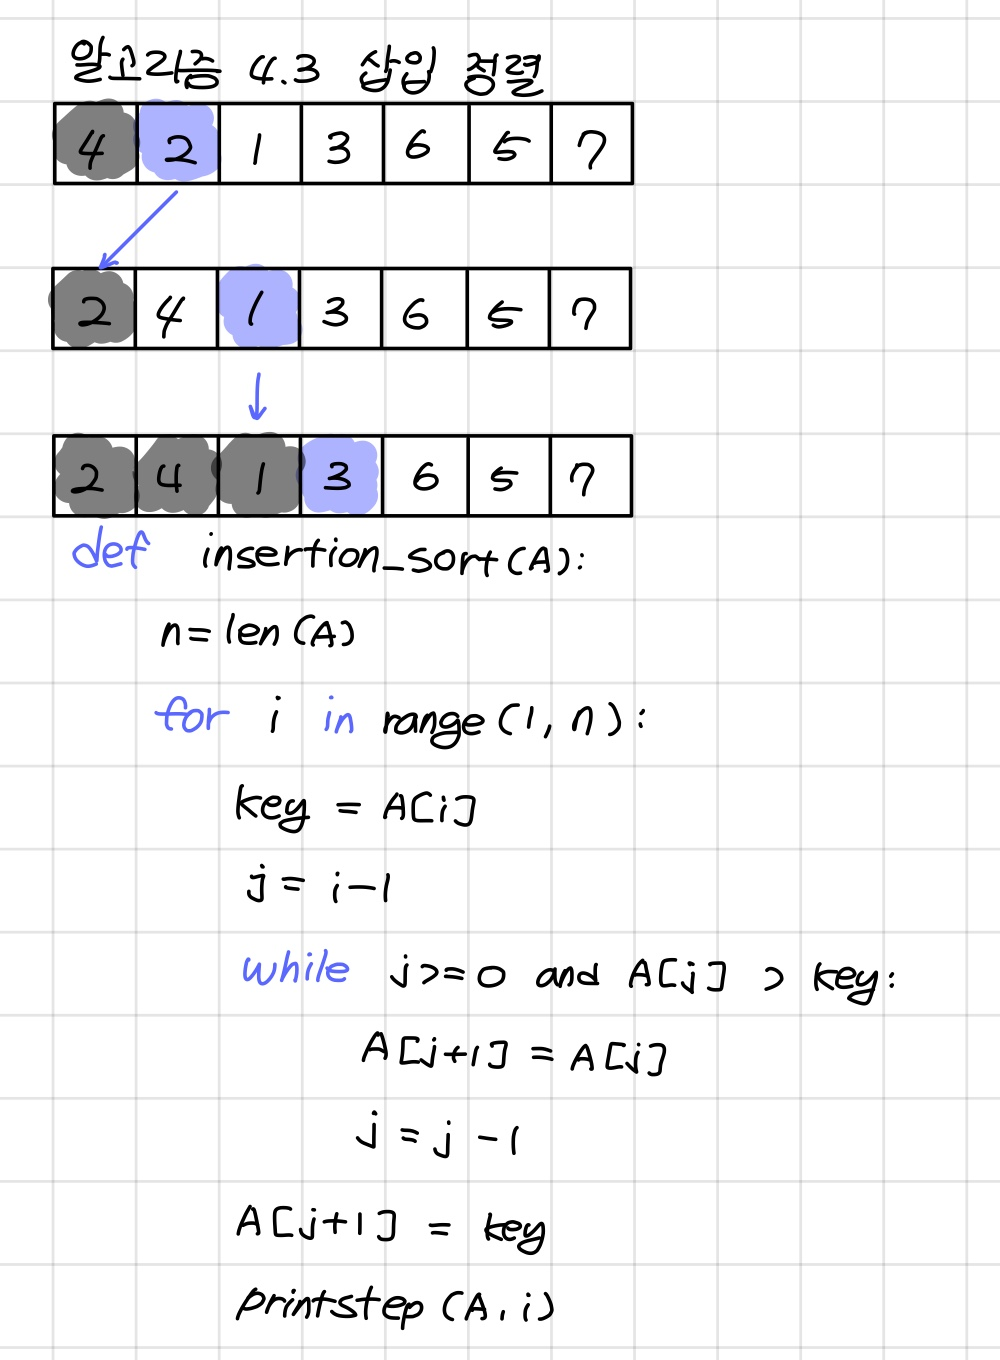 알고리즘 4.3 삽입 정렬
4 2 1 3 6 5 7
2 4 1 3 6 5 7
2 4 1 3 6 5 7
def insertion_sort(A):
n=len(A)
for i in range(1, n):
key = A[i]
j = i-1
while j>=0 and A[j] > key:
A[j+1] = A[j]
j = j -1
A[j+1] = key
printstep(A, i)